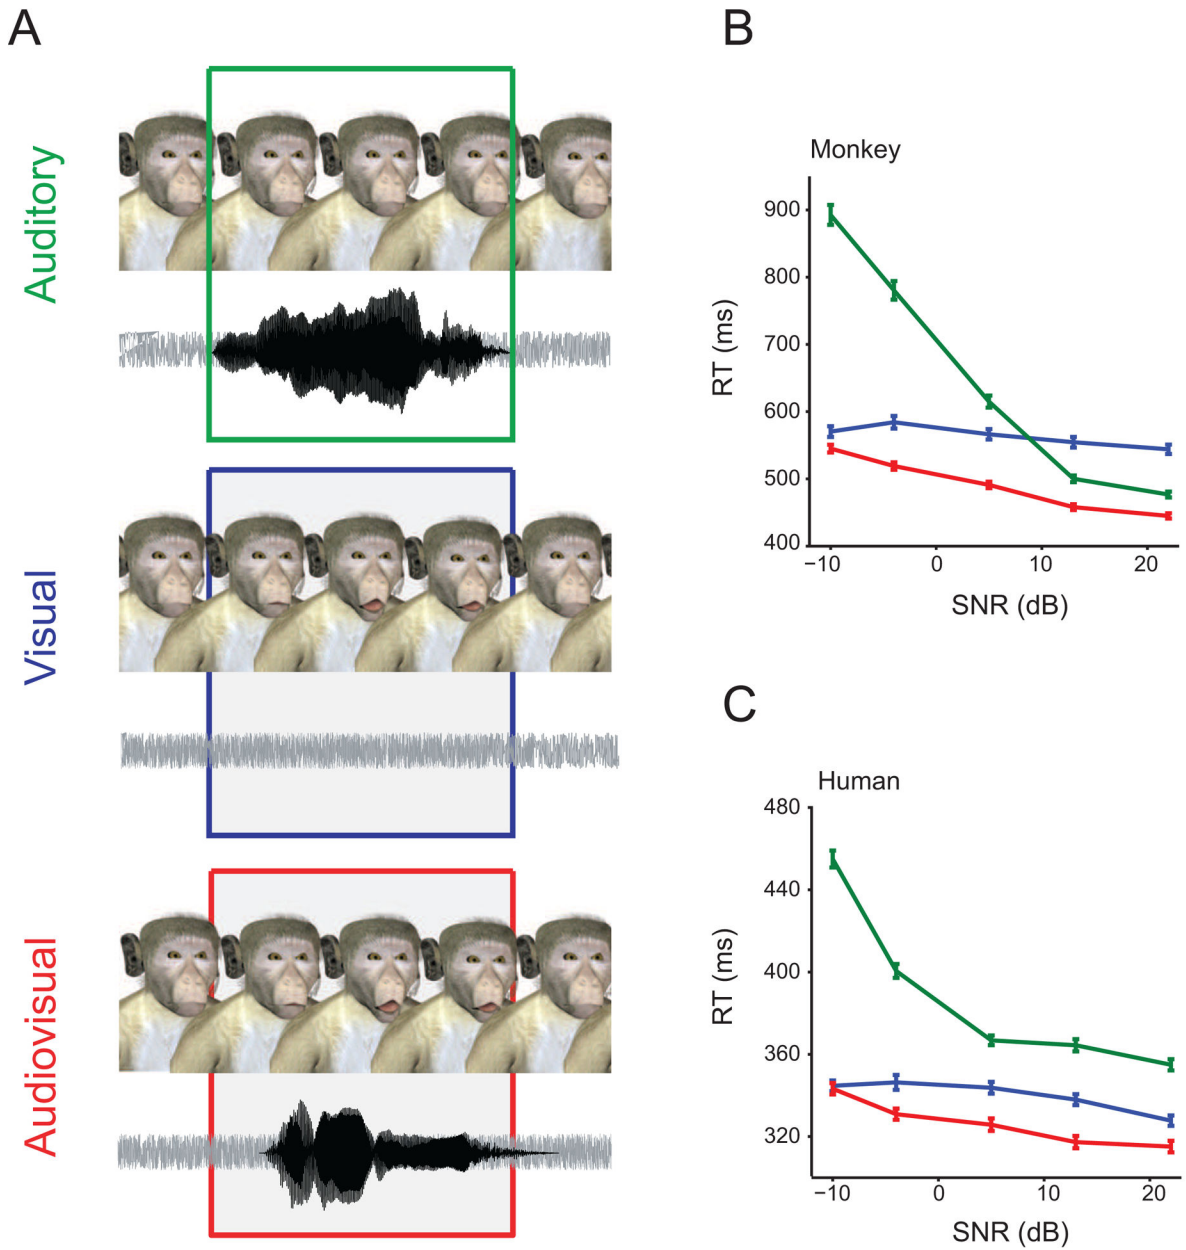 A
Auditory
Visual
Audiovisual
B
Monkey
RT (ms)
900
800
700
600
500
400
−10 0 10 20
SNR (dB)
C
Human
RT (ms)
480
440
400
360
320
−10 0 10 20
SNR (dB)